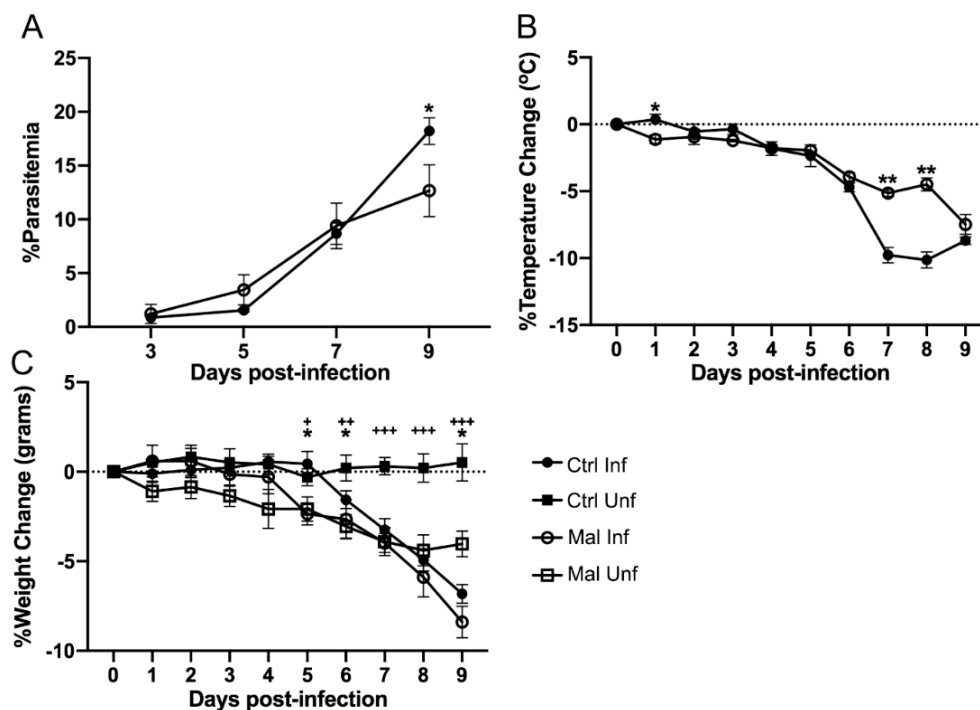 A
25
20
15
10
5
0
%Parasitemia
*
3 5 7 9
Days post-infection
B
5
0
-5
-10
-15
%Temperature Change (ºC)
*
** **
0 1 2 3 4 5 6 7 8 9
Days post-infection
C
5
0
-5
-10
%Weight Change (grams)
+ ++ +++ +++ +++
* * *
0 1 2 3 4 5 6 7 8 9
Days post-infection
Ctrl Inf
Ctrl Unf
Mal Inf
Mal Unf